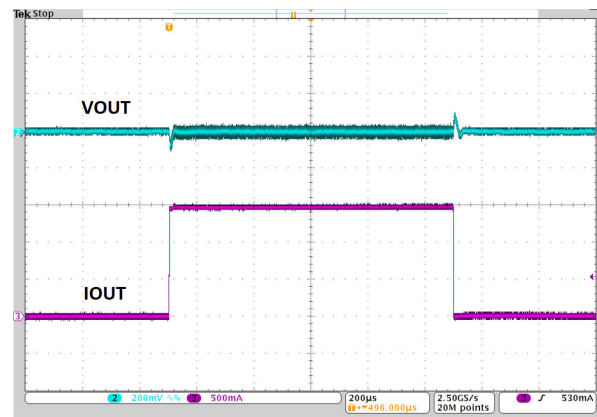 Tek Stop
T
T
VOUT
2
IOUT
3
2 200mV 3 500mA
200µs
T→▼496.000µs
2.50GS/s
20M points
3 530mA